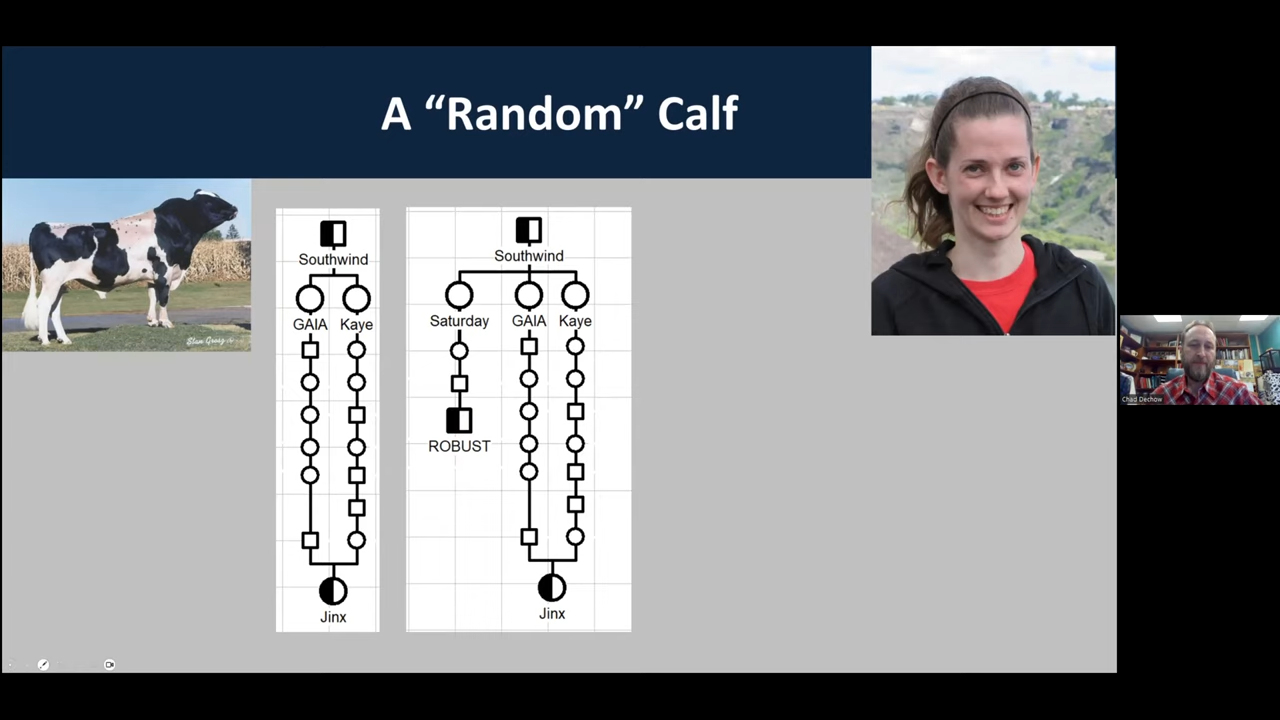 A “Random” Calf
Southwind
GAIA Kaye
Jinx
Southwind
Saturday GAIA Kaye
ROBUST
Jinx
Chad Dechow